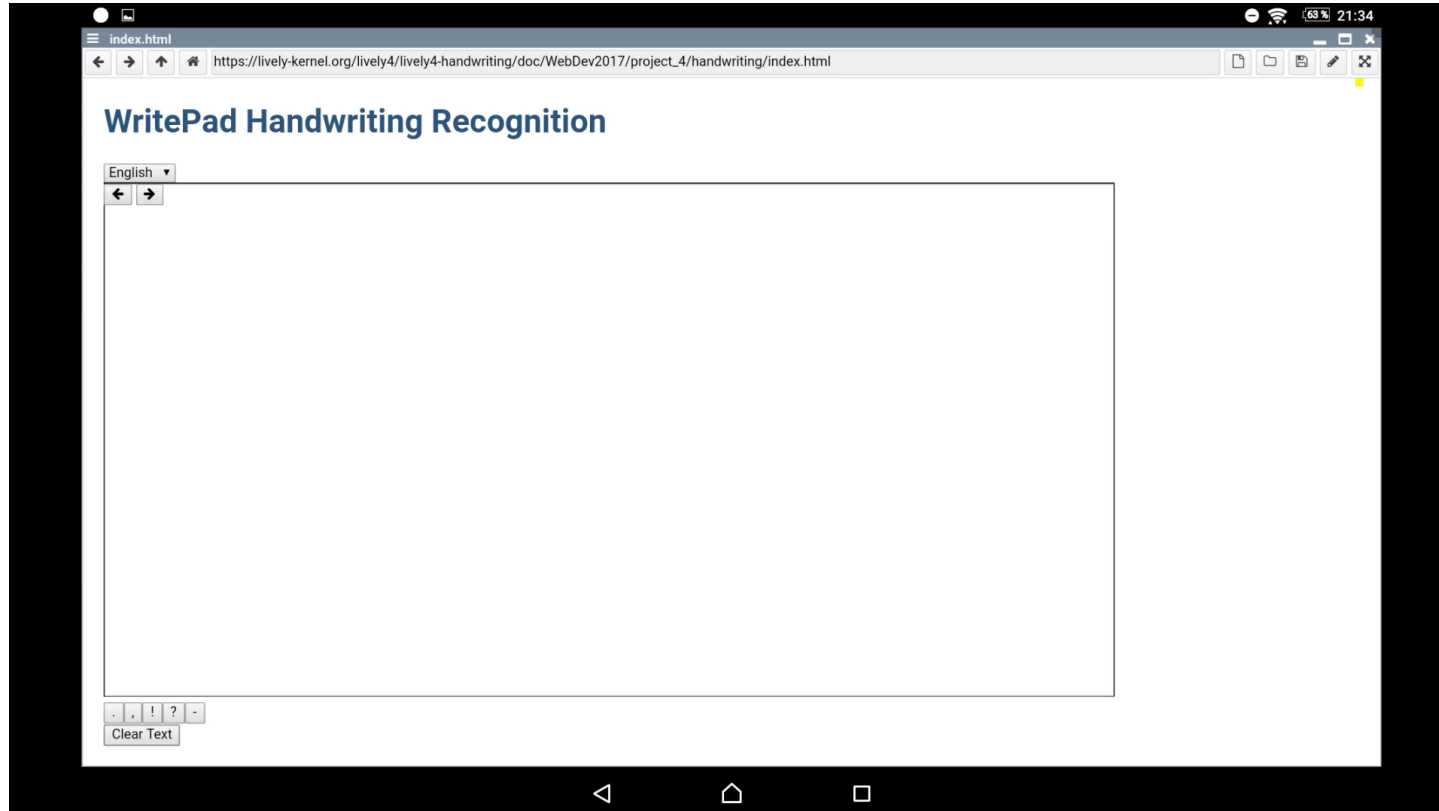 63 % 21:34
index.html
https://lively-kernel.org/lively4/lively4-handwriting/doc/WebDev2017/project_4/handwriting/index.html
WritePad Handwriting Recognition
English
. , ! ? -
Clear Text